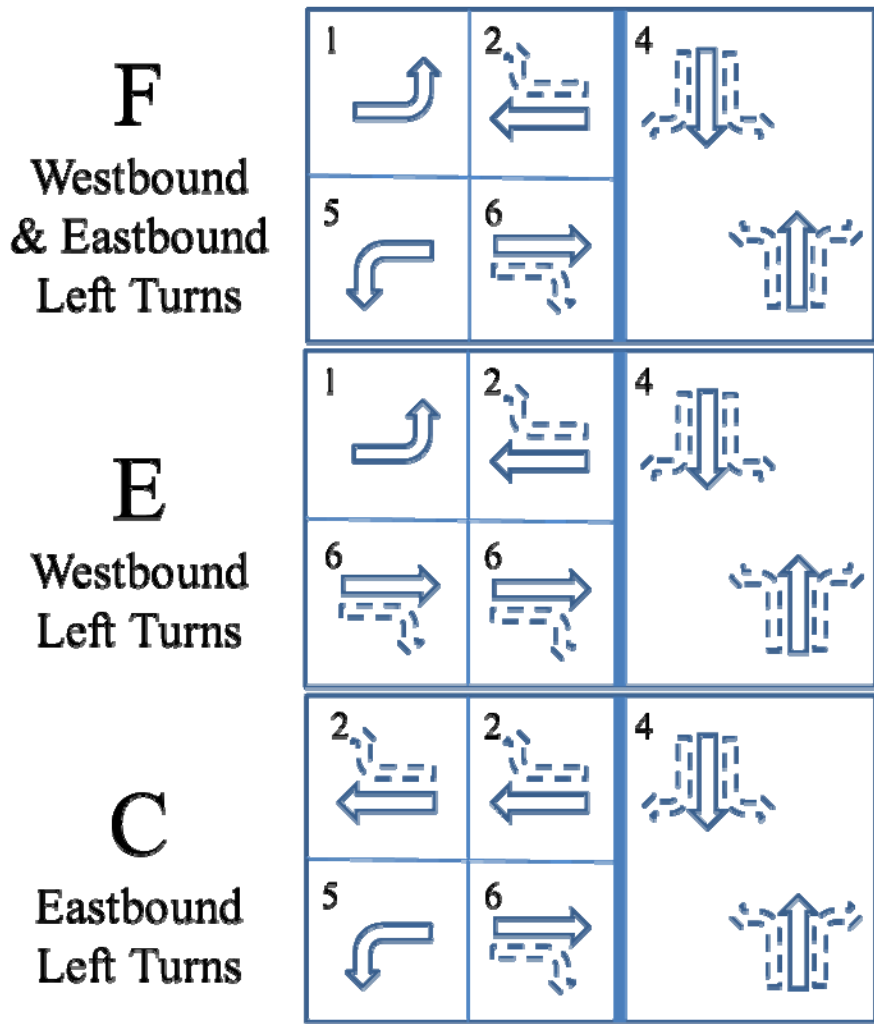 1 2 4
F
Westbound
& Eastbound
Left Turns
5 6
1 2 4
E
Westbound
Left Turns
6 6
2 2 4
C
Eastbound
Left Turns
5 6